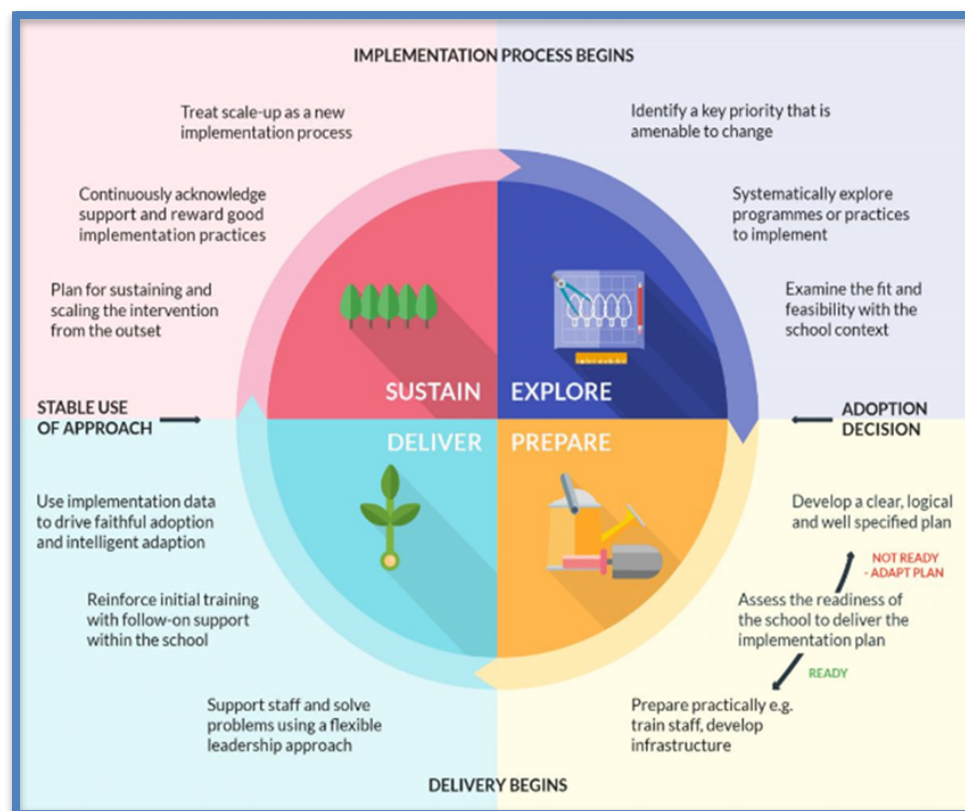 IMPLEMENTATION PROCESS BEGINS
Identify a key priority that is
amenable to change
Systematically explore
programmes or practices
to implement
Examine the fit and
feasibility with the
school context
EXPLORE
ADOPTION
DECISION
PREPARE
Develop a clear, logical
and well specified plan
NOT READY
- ADAPT PLAN
Assess the readiness of
the school to deliver the
implementation plan
READY
Prepare practically e.g.
train staff, develop
infrastructure
DELIVERY BEGINS
DELIVER
Support staff and solve
problems using a flexible
leadership approach
Reinforce initial training
with follow-on support
within the school
Use implementation data
to drive faithful adoption
and intelligent adaption
STABLE USE
OF APPROACH
SUSTAIN
Plan for sustaining and
scaling the intervention
from the outset
Continuously acknowledge
support and reward good
implementation practices
Treat scale-up as a new
implementation process